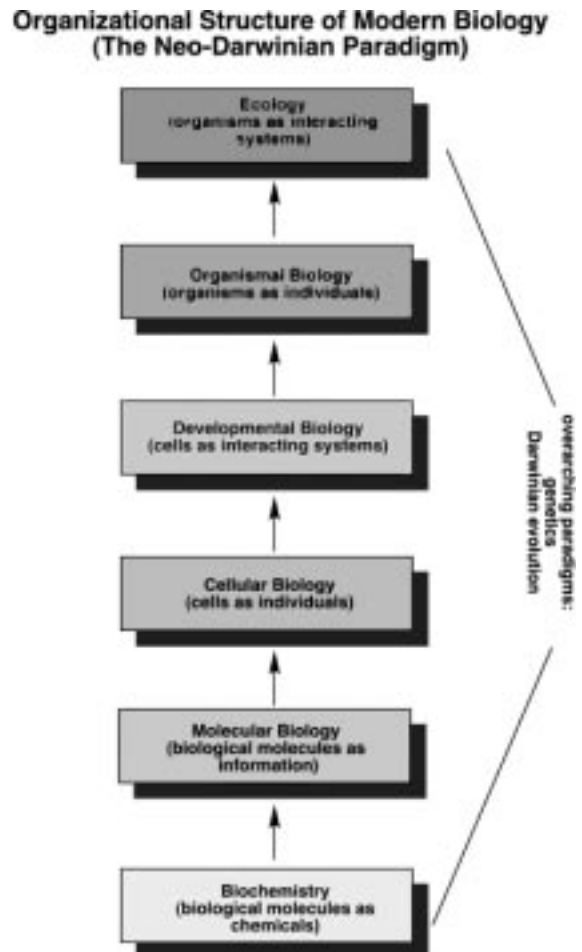 Organizational Structure of Modern Biology
(The Neo-Darwinian Paradigm)
Ecology
(organisms as interacting
systems)
Organismal Biology
(organisms as individuals)
Developmental Biology
(cells as interacting systems)
Cellular Biology
(cells as individuals)
Molecular Biology
(biological molecules as
information)
Biochemistry
(biological molecules as
chemicals)
overarching paradigms:
genetics
Darwinian evolution